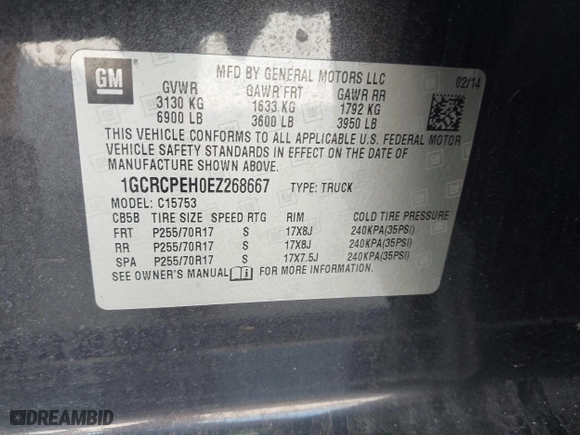 GM
MFD BY GENERAL MOTORS LLC
02/14
GVWR GAWR FRT GAWR RR
3130 KG 1633 KG 1792 KG
6900 LB 3600 LB 3950 LB
THIS VEHICLE CONFORMS TO ALL APPLICABLE U.S. FEDERAL MOTOR
VEHICLE SAFETY STANDARDS IN EFFECT ON THE DATE OF
MANUFACTURE SHOWN ABOVE.
1GCRCPEH0EZ268667 TYPE: TRUCK
MODEL: C15753
CB5B TIRE SIZE SPEED RTG RIM COLD TIRE PRESSURE
FRT P255/70R17 S 17X8J 240KPA(35PSI)
RR P255/70R17 S 17X8J 240KPA(35PSI)
SPA P255/70R17 S 17X7.5J 240KPA(35PSI)
SEE OWNER'S MANUAL
DREAMBID